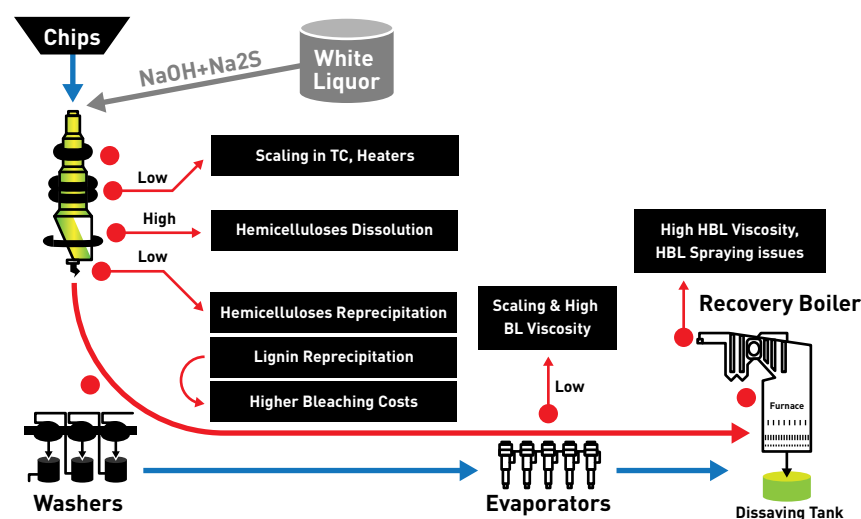 Chips
NaOH+Na2S
White
Liquor
Scaling in TC, Heaters
Low
High
Hemicelluloses Dissolution
Low
Hemicelluloses Reprecipitation
Lignin Reprecipitation
Higher Bleaching Costs
Scaling & High
BL Viscosity
Low
High HBL Viscosity,
HBL Spraying issues
Recovery Boiler
Furnace
Washers
Evaporators
Dissaving Tank